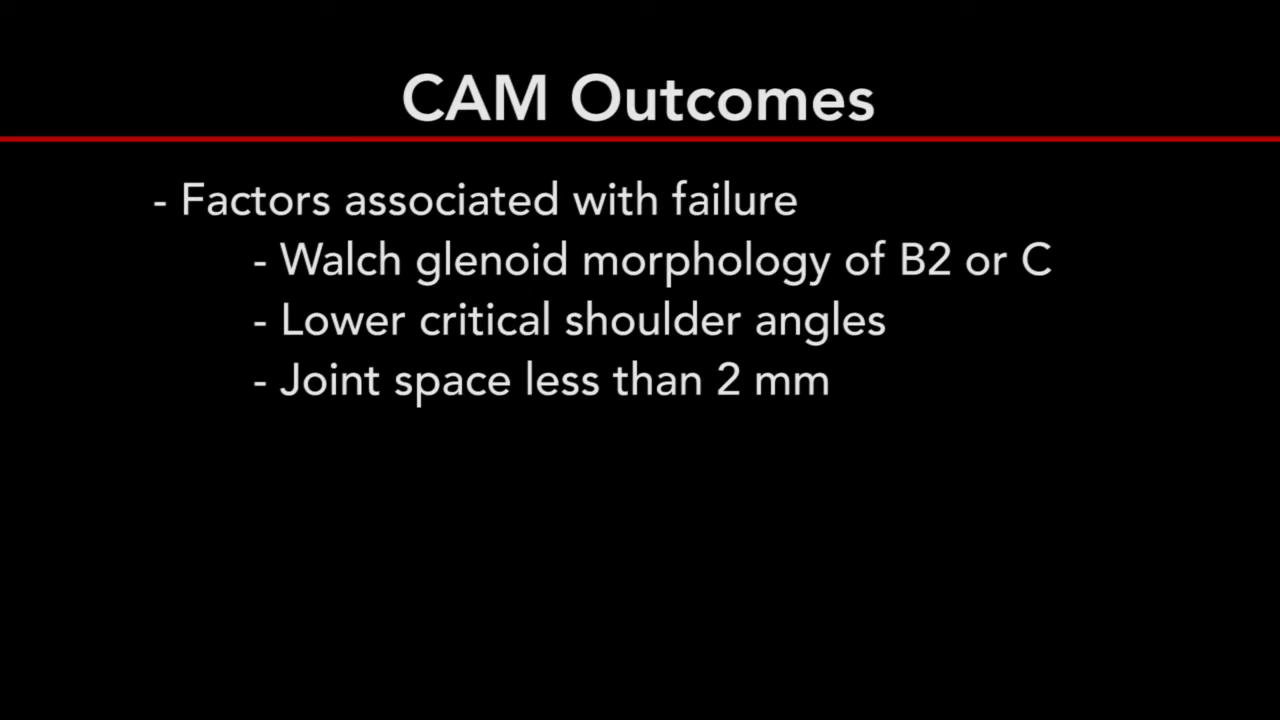 CAM Outcomes
- Factors associated with failure
- Walch glenoid morphology of B2 or C
- Lower critical shoulder angles
- Joint space less than 2 mm